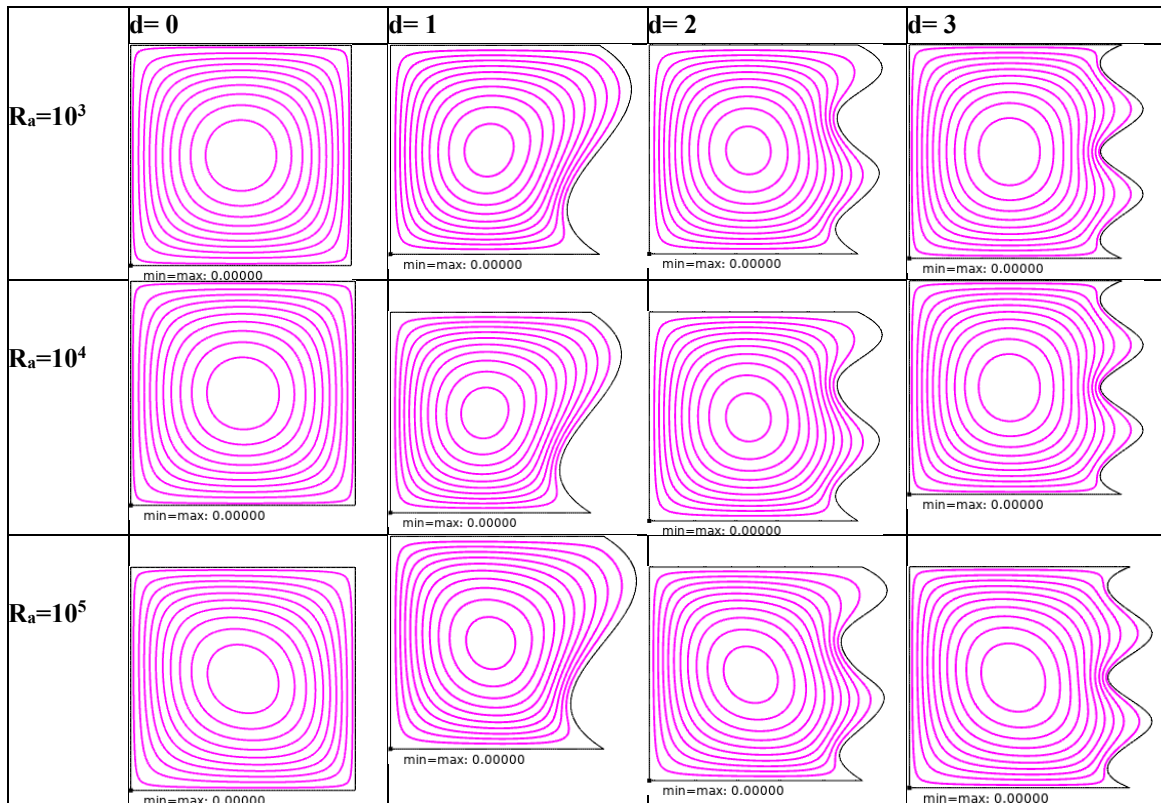 d= 0 d= 1 d= 2 d= 3
Rₐ=10³
min=max: 0.00000 min=max: 0.00000 min=max: 0.00000 min=max: 0.00000
Rₐ=10⁴
min=max: 0.00000 min=max: 0.00000 min=max: 0.00000 min=max: 0.00000
Rₐ=10⁵
min=max: 0.00000 min=max: 0.00000 min=max: 0.00000 min=max: 0.00000